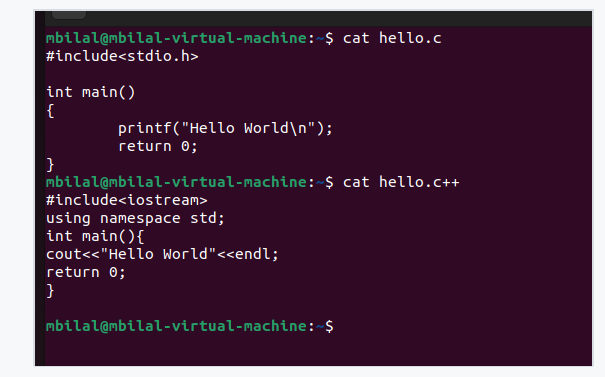 mbilal@mbilal-virtual-machine:~$ cat hello.c
#include<stdio.h>
int main()
{
        printf("Hello World\n");
        return 0;
}
mbilal@mbilal-virtual-machine:~$ cat hello.c++
#include<iostream>
using namespace std;
int main(){
cout<<"Hello World"<<endl;
return 0;
}
mbilal@mbilal-virtual-machine:~$